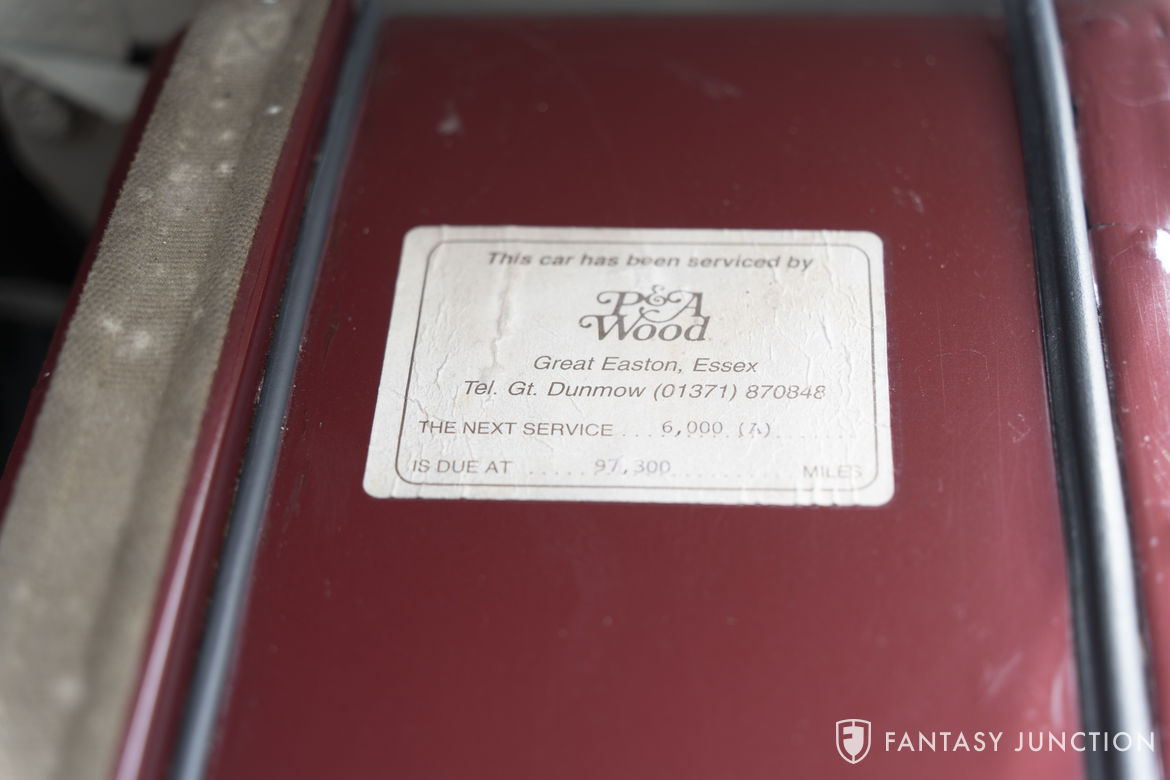 This car has been serviced by
P&A
Wood
Great Easton, Essex
Tel. Gt. Dunmow (01371) 870848
THE NEXT SERVICE ....6,000 (A)........
IS DUE AT .....97,300........... MILES
FANTASY JUNCTION